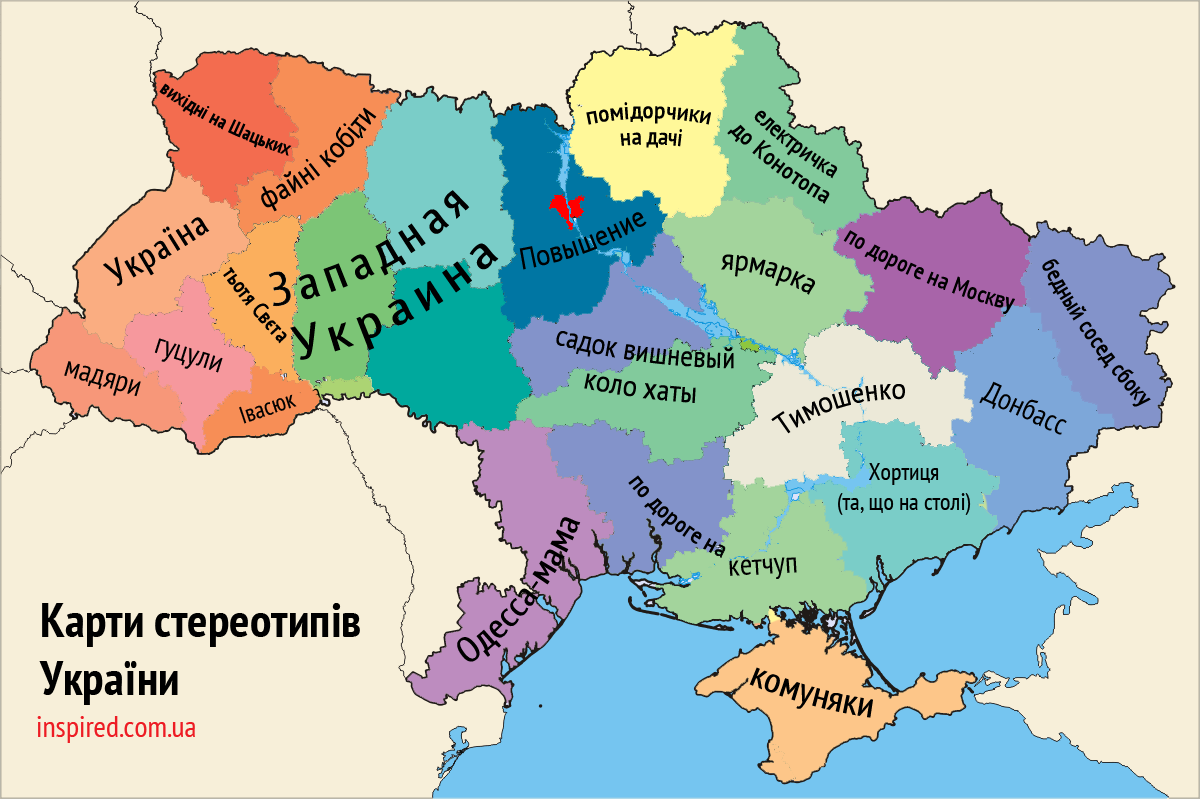 вихідні на Шацьких
файні кобіти
помідорчики
на дачі
електричка
до Конотопа
Україна
тьотя Свєта
Западная
Украина
Повышение
ярмарка
по дороге на Москву
бедный сосед сбоку
мадяри
гуцули
Івасюк
садок вишневый
коло хаты
Тимошенко
Донбасс
Хортиця
(та, що на столі)
по дороге на
кетчуп
Одесса-мама
комуняки
Карти стереотипів
України
inspired.com.ua